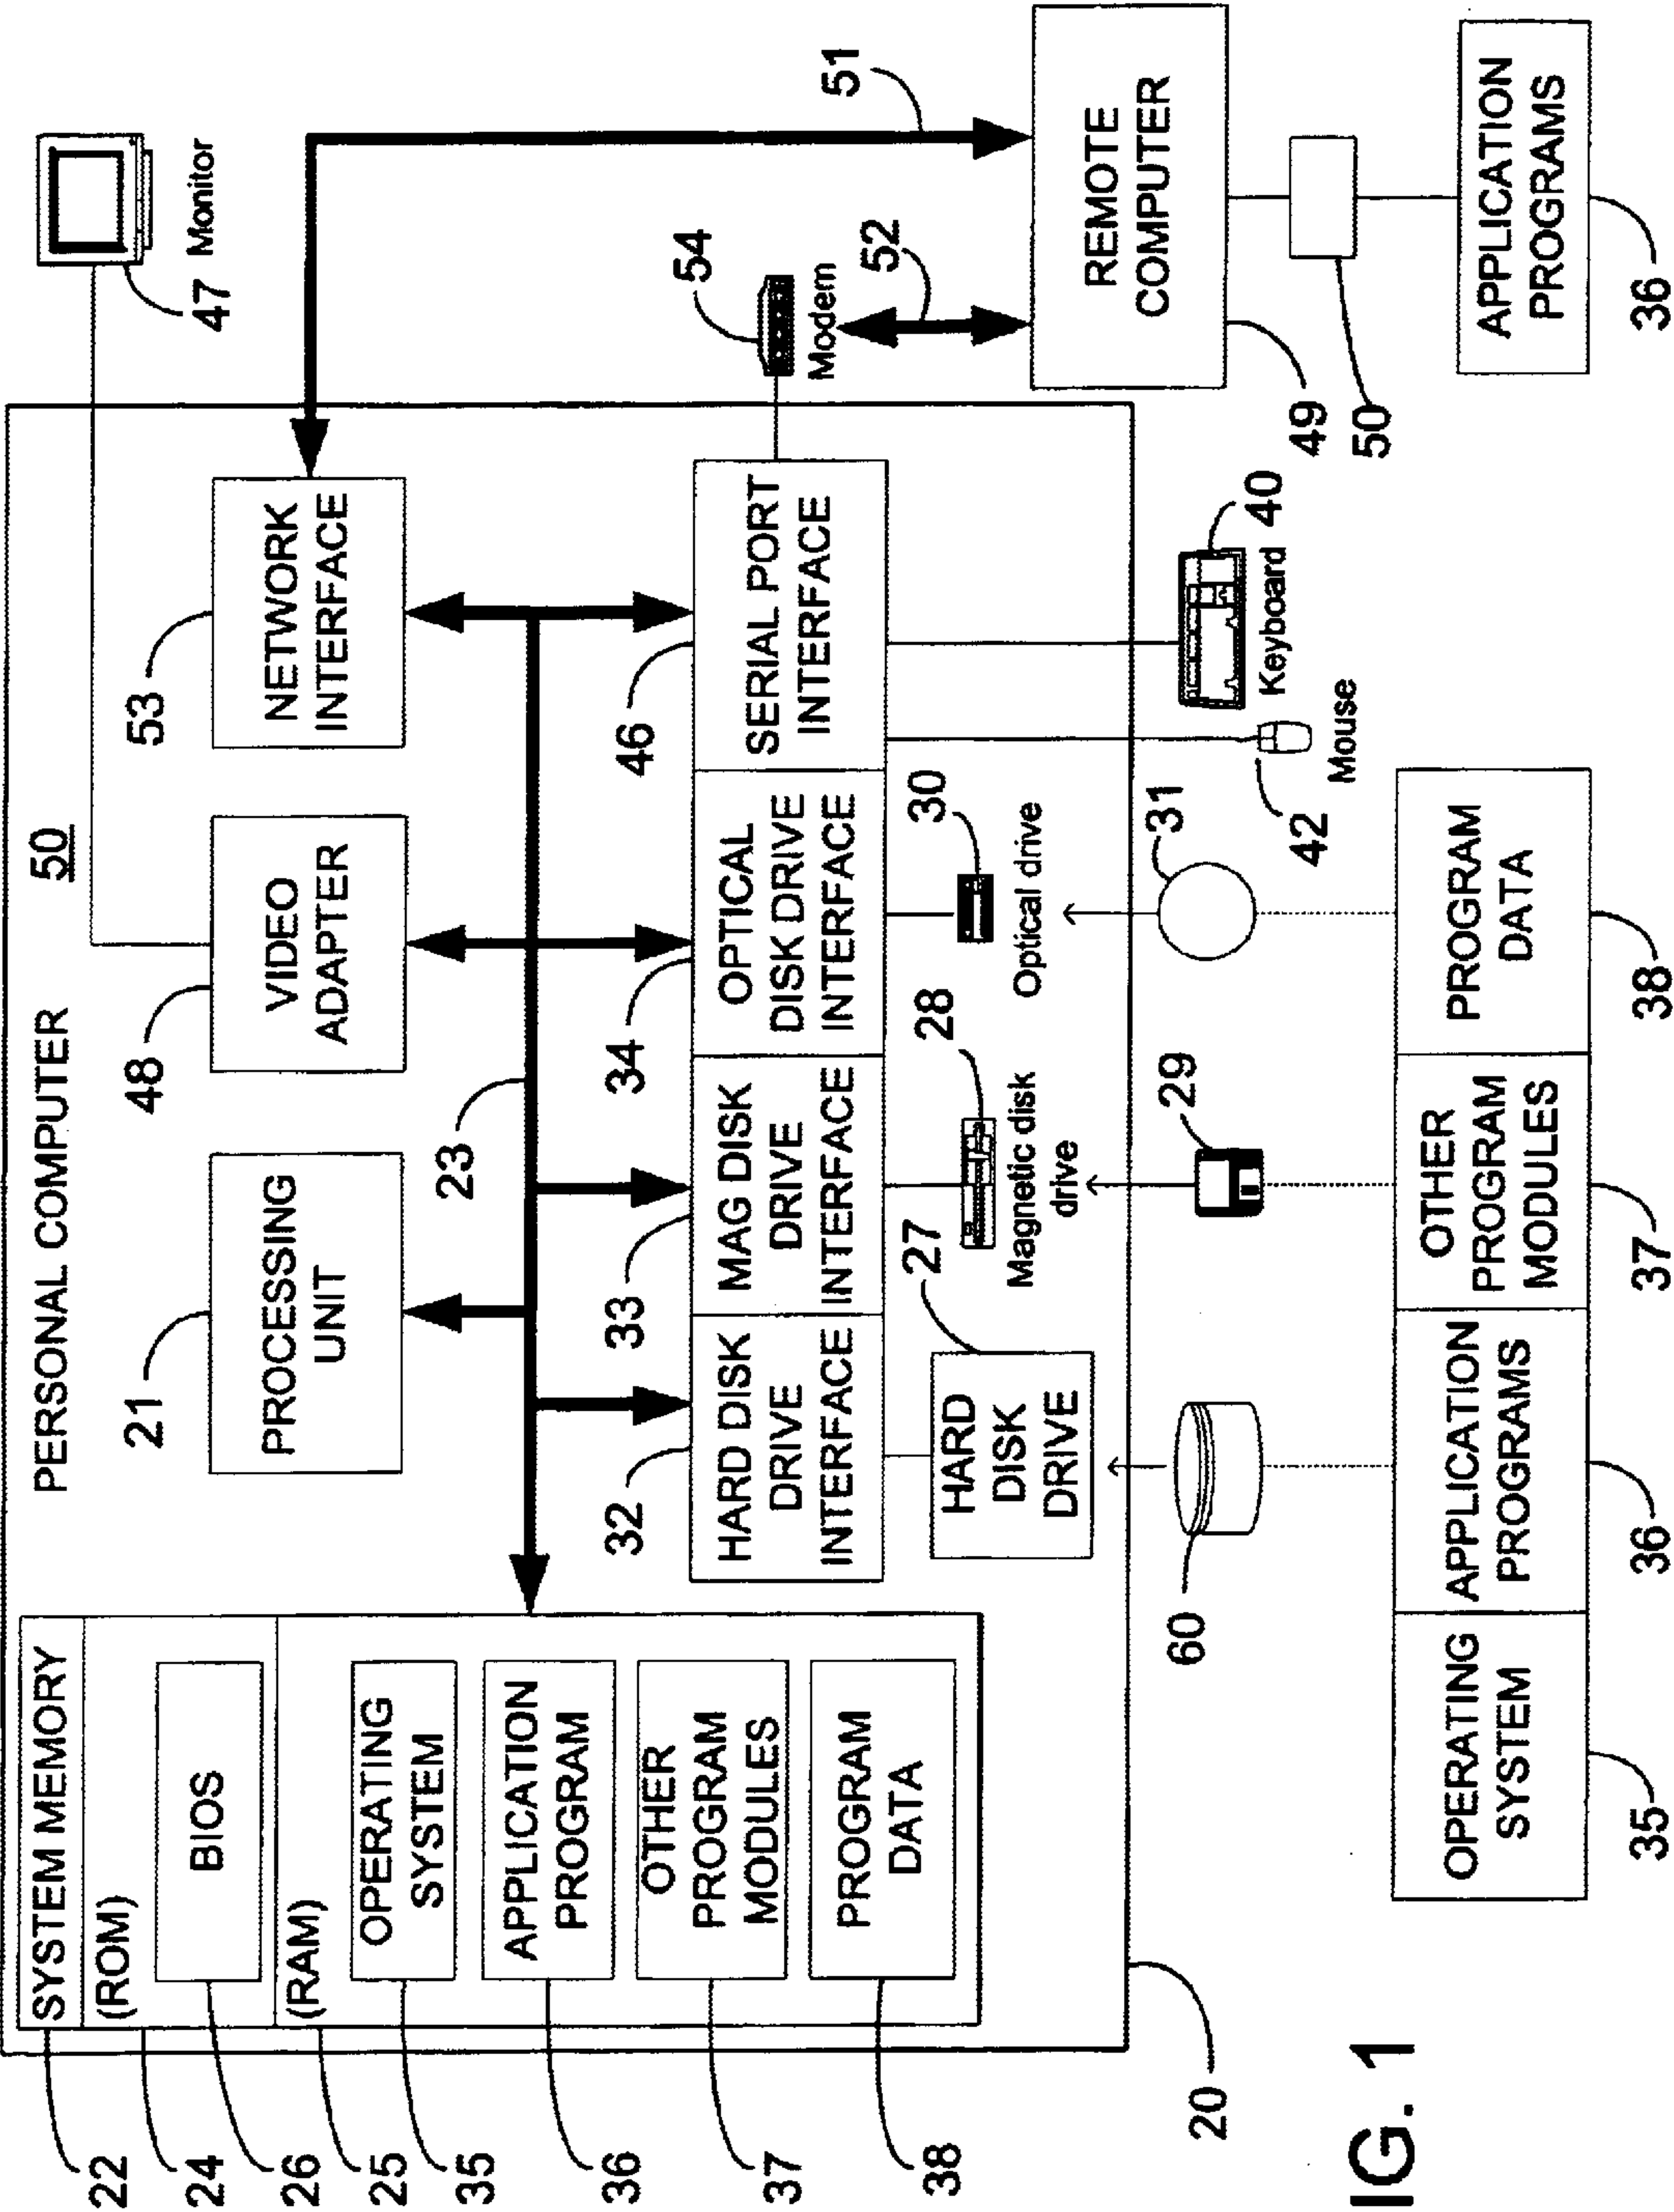 PERSONAL COMPUTER
50
47
Monitor
SYSTEM MEMORY
22
(ROM)
24
BIOS
26
(RAM)
25
OPERATING
SYSTEM
35
APPLICATION
PROGRAM
36
OTHER
PROGRAM
MODULES
37
PROGRAM
DATA
38
21
PROCESSING
UNIT
48
VIDEO
ADAPTER
53
NETWORK
INTERFACE
23
32
33
34
46
HARD DISK
DRIVE
INTERFACE
MAG DISK
DRIVE
INTERFACE
OPTICAL
DISK DRIVE
INTERFACE
SERIAL PORT
INTERFACE
54
Modem
51
52
HARD
DISK
DRIVE
27
28
Magnetic disk
drive
30
Optical drive
REMOTE
COMPUTER
49
50
APPLICATION
PROGRAMS
36
60
29
31
42
Mouse
Keyboard
40
20
OPERATING
SYSTEM
APPLICATION
PROGRAMS
OTHER
PROGRAM
MODULES
PROGRAM
DATA
35
36
37
38
IG. 1